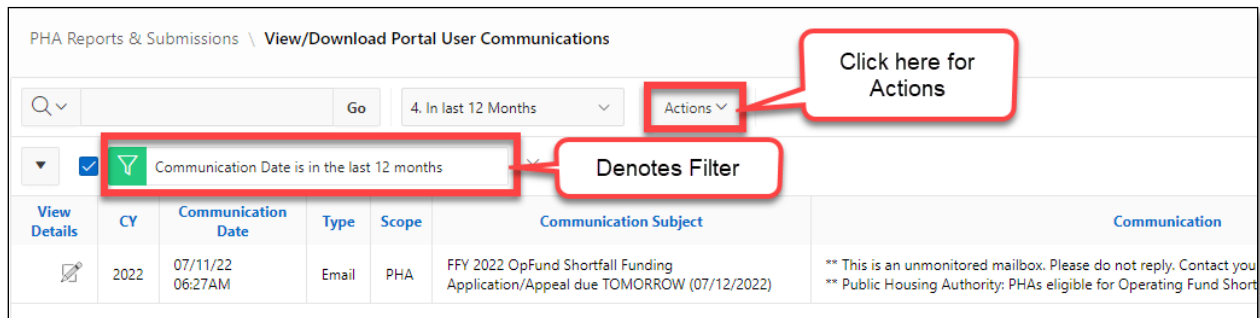 PHA Reports & Submissions \ View/Download Portal User Communications
Click here for
Actions
Go
4. In last 12 Months
Actions
Communication Date is in the last 12 months
Denotes Filter
View
Details
CY
Communication
Date
Type
Scope
Communication Subject
Communication
2022
07/11/22
06:27AM
Email
PHA
FFY 2022 OpFund Shortfall Funding
Application/Appeal due TOMORROW (07/12/2022)
** This is an unmonitored mailbox. Please do not reply. Contact you
** Public Housing Authority: PHAs eligible for Operating Fund Short